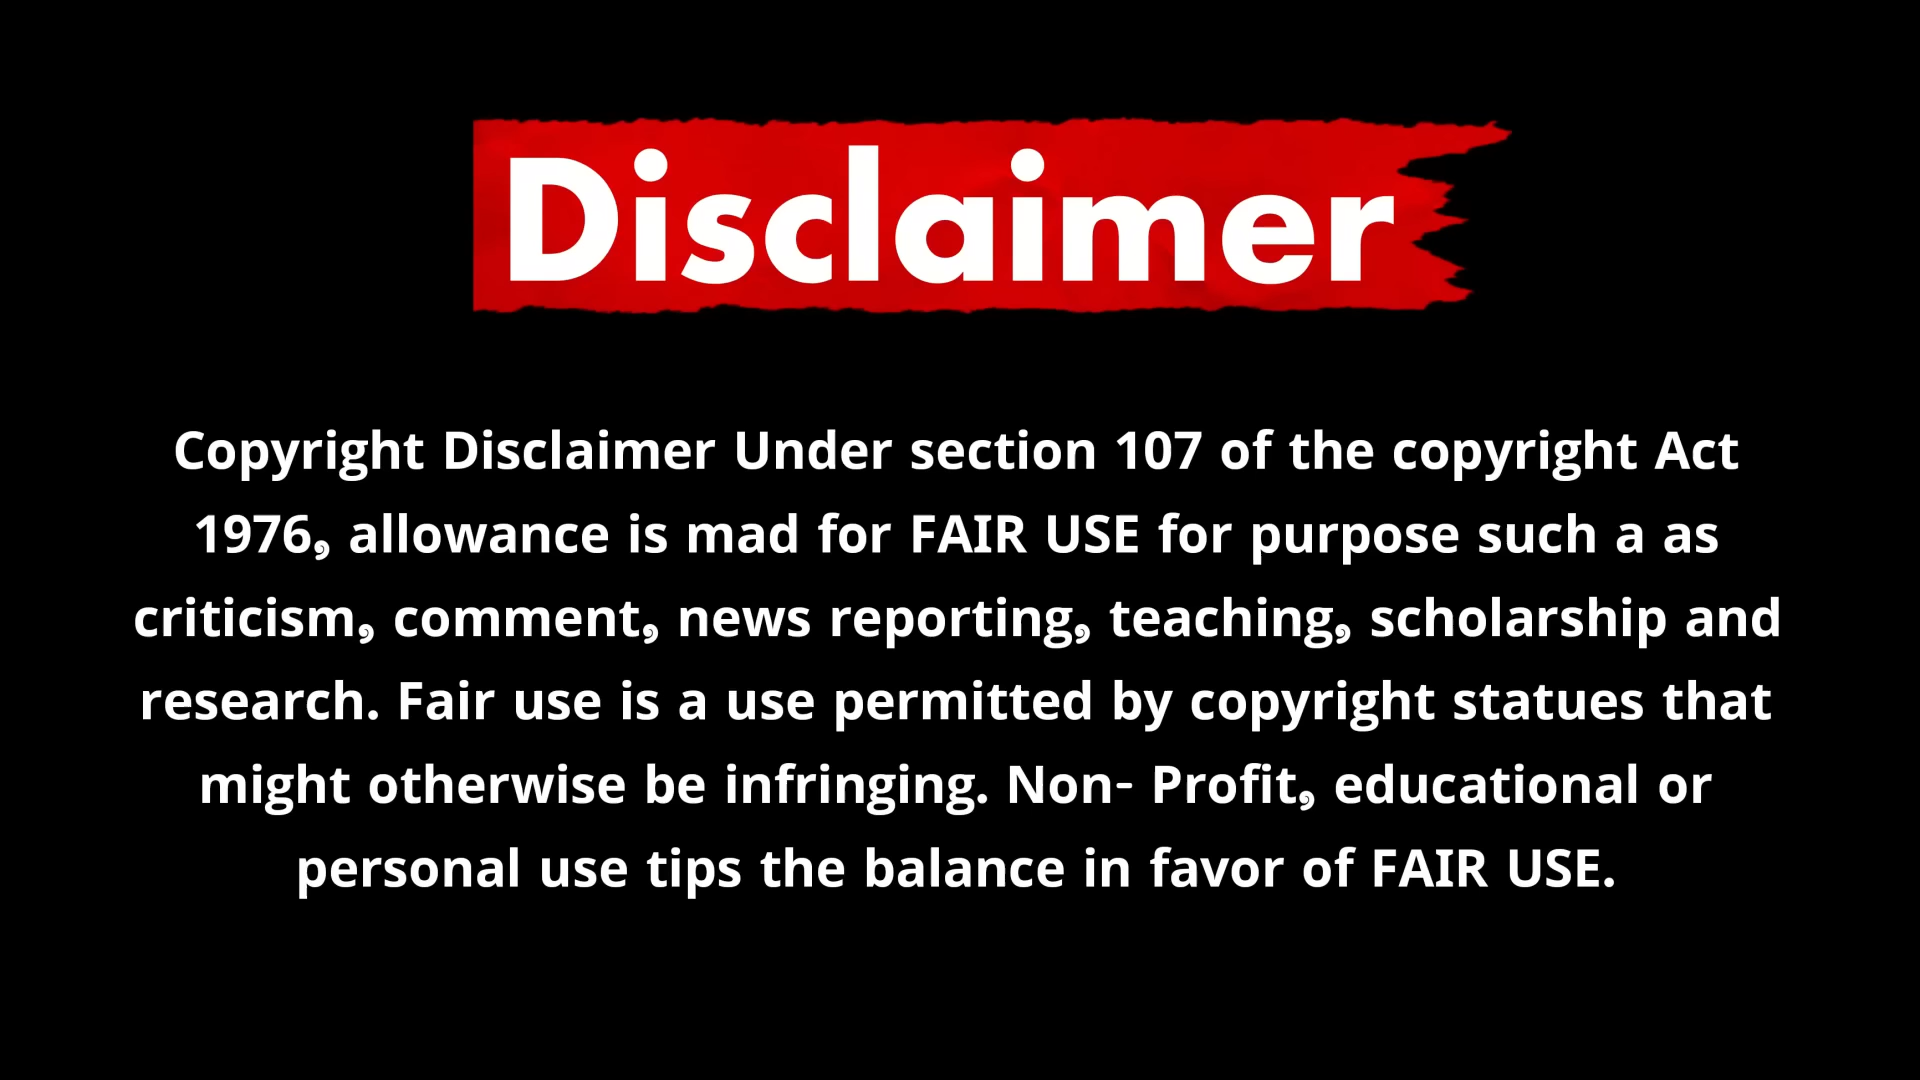 Disclaimer
Copyright Disclaimer Under section 107 of the copyright Act
1976, allowance is mad for FAIR USE for purpose such a as
criticism, comment, news reporting, teaching, scholarship and
research. Fair use is a use permitted by copyright statues that
might otherwise be infringing. Non- Profit, educational or
personal use tips the balance in favor of FAIR USE.